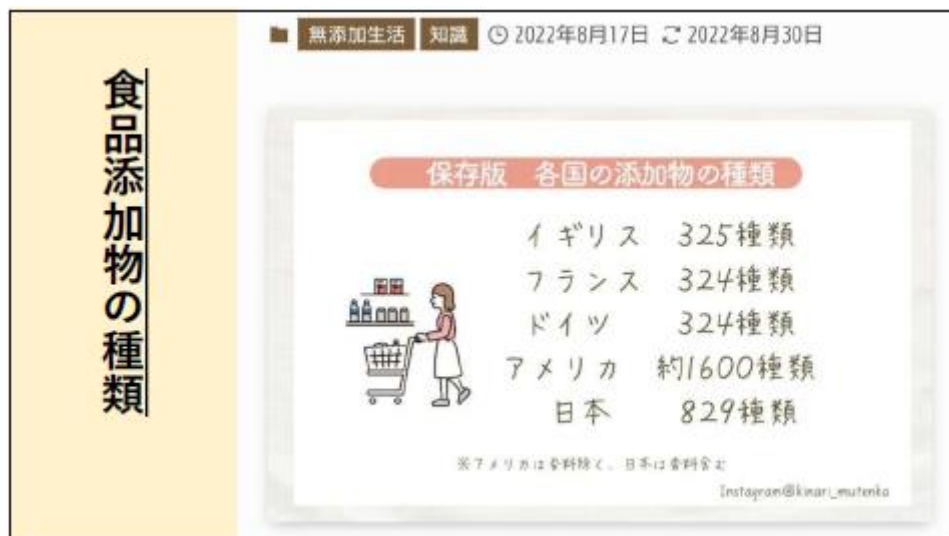 食品添加物の種類
無添加生活 知識 2022年8月17日 2022年8月30日
保存版 各国の添加物の種類
イギリス 325種類
フランス 324種類
ドイツ 324種類
アメリカ 約1600種類
日本 829種類
※アメリカは香料除く、日本は香料含む
Instagram@kinari_mutenka